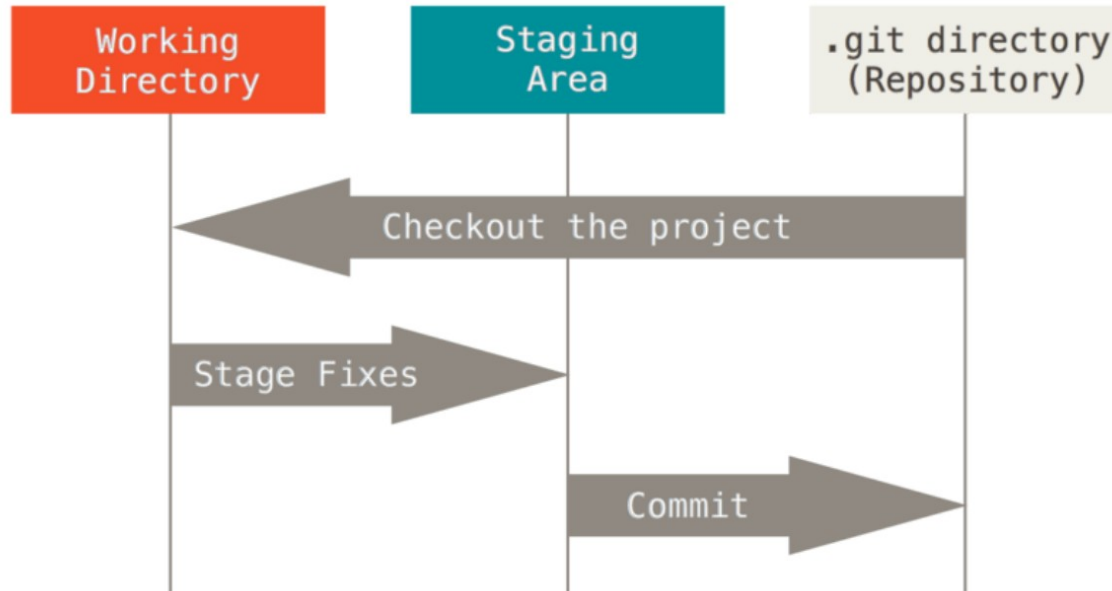 Working
Directory
Staging
Area
.git directory
(Repository)
Checkout the project
Stage Fixes
Commit